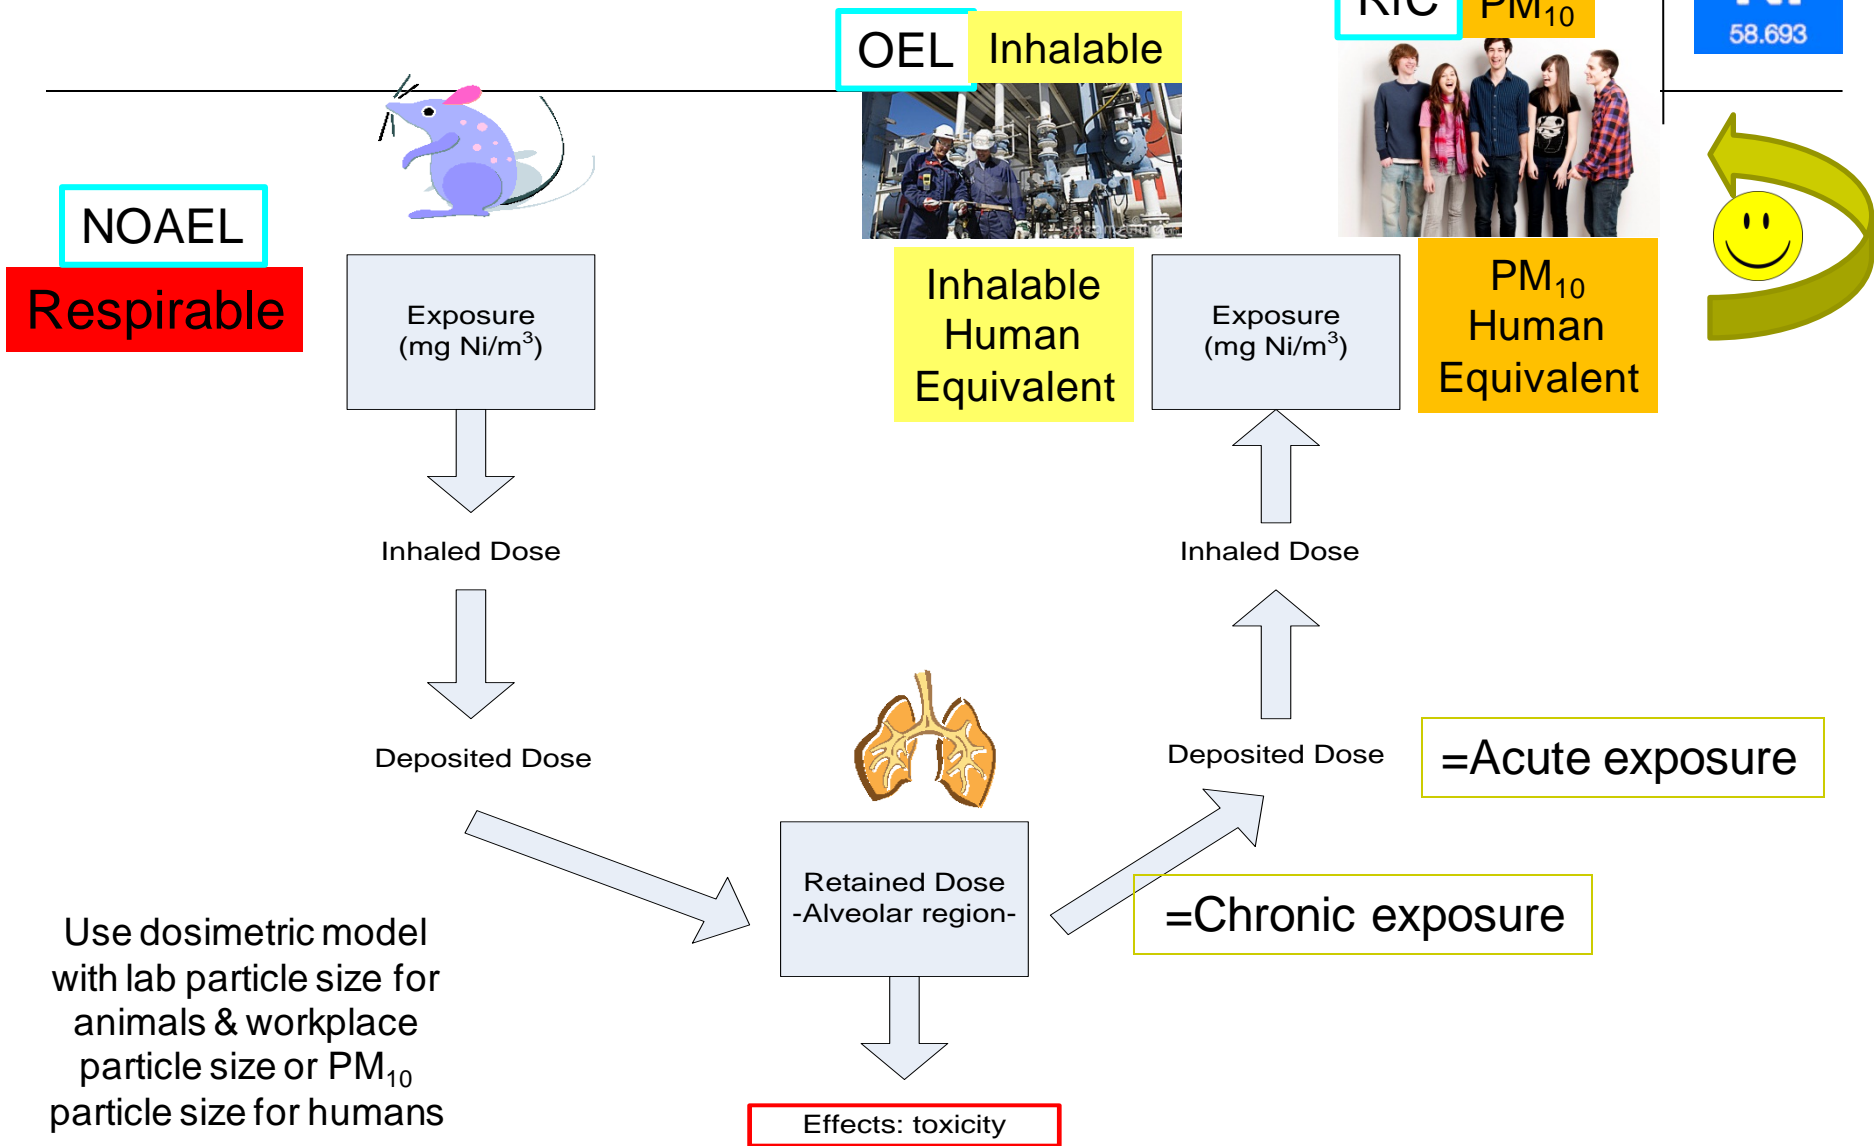 OEL
Inhalable
RfC
PM₁₀
58.693
NOAEL
Respirable
Exposure
(mg Ni/m³)
Inhalable
Human
Equivalent
Exposure
(mg Ni/m³)
PM₁₀
Human
Equivalent
Inhaled Dose
Inhaled Dose
Deposited Dose
Deposited Dose
=Acute exposure
Retained Dose
-Alveolar region-
=Chronic exposure
Use dosimetric model
with lab particle size for
animals & workplace
particle size or PM₁₀
particle size for humans
Effects: toxicity